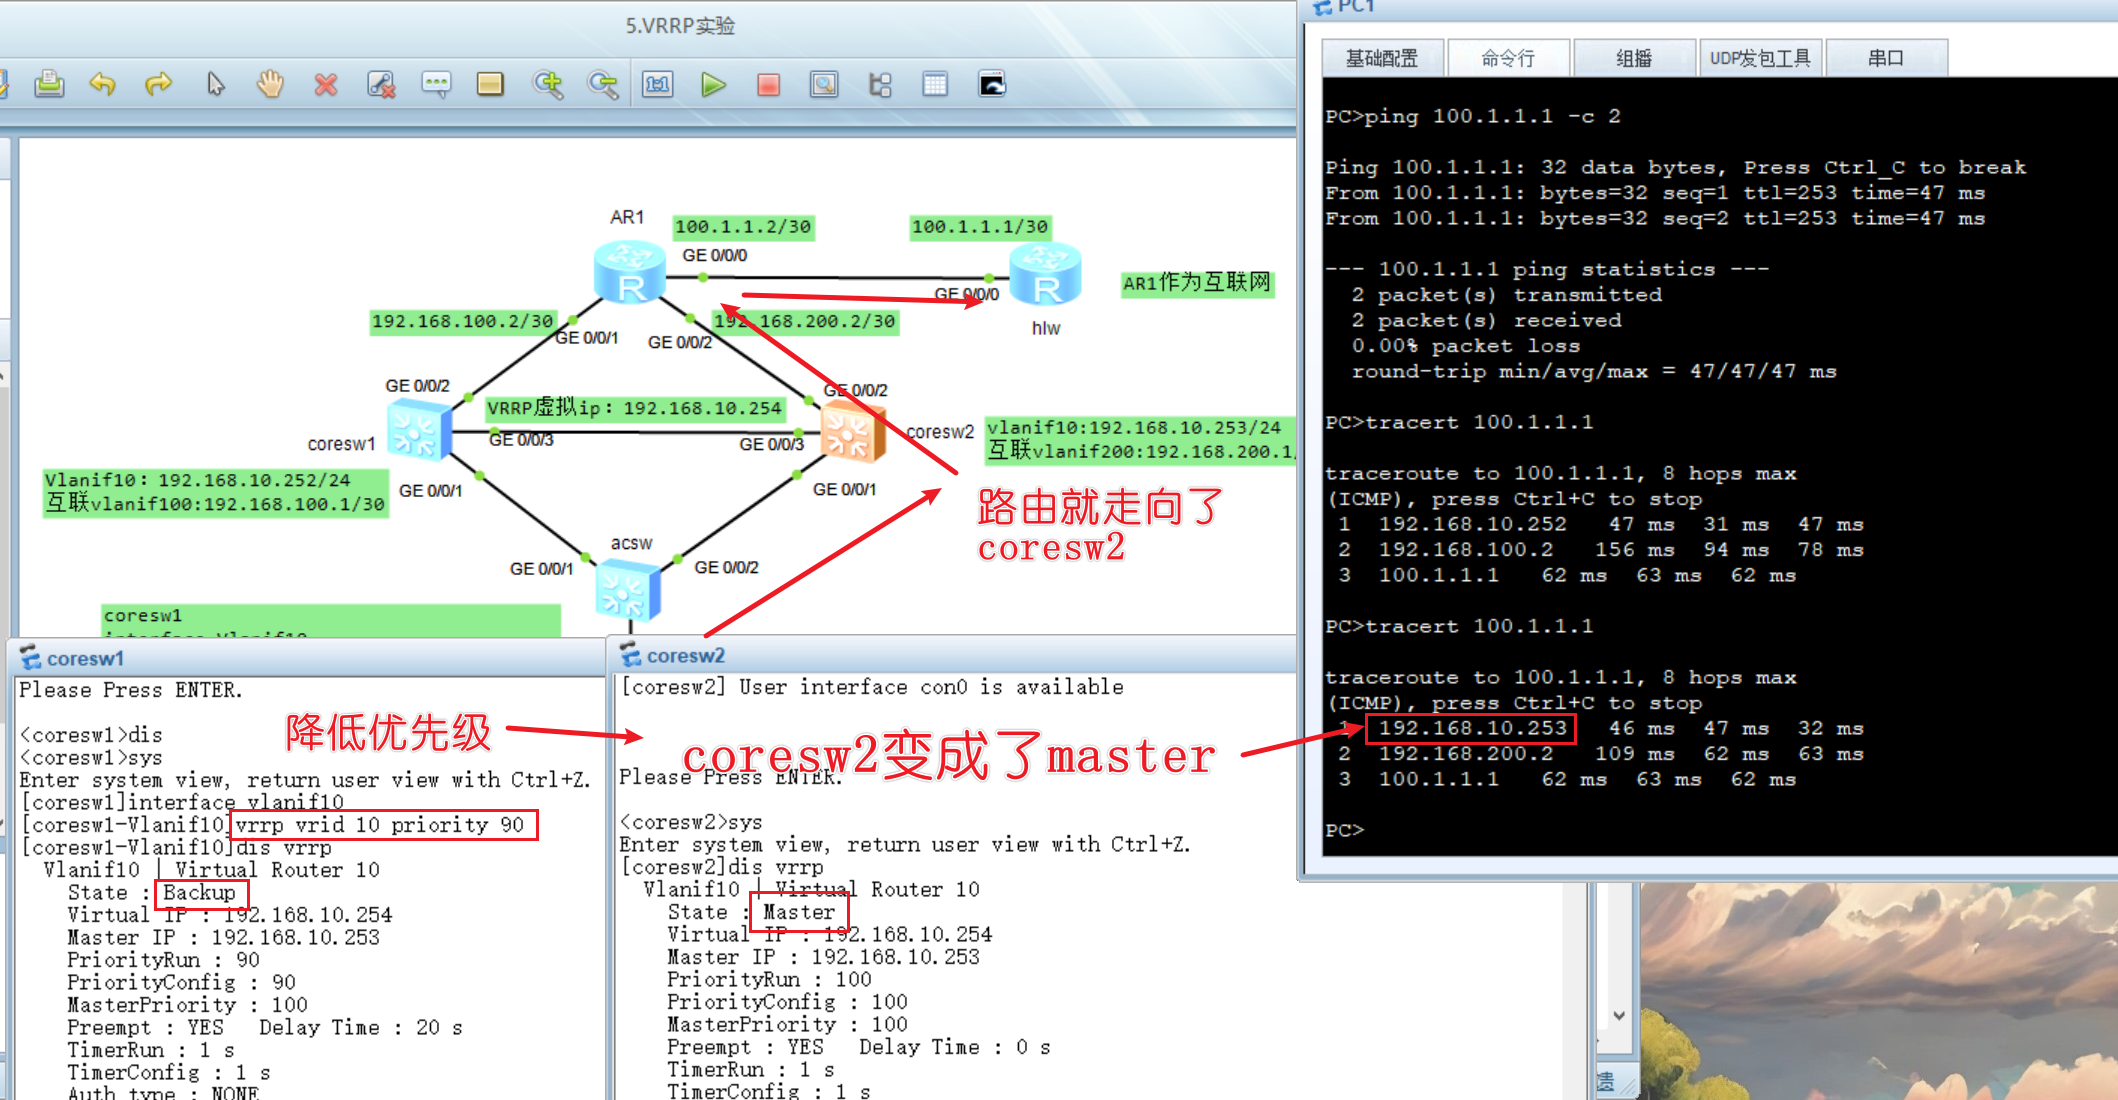 5.VRRP实验
AR1
100.1.1.2/30
100.1.1.1/30
GE 0/0/0
GE 0/0/0
AR1作为互联网
hlw
192.168.100.2/30
192.168.200.2/30
GE 0/0/1
GE 0/0/2
GE 0/0/2
GE 0/0/2
VRRP虚拟ip：192.168.10.254
coresw1
GE 0/0/3
GE 0/0/3
coresw2
vlanif10:192.168.10.253/24
互联vlanif200:192.168.200.1/
Vlanif10：192.168.10.252/24
互联vlanif100:192.168.100.1/30
GE 0/0/1
GE 0/0/1
路由就走向了
coresw2
acsw
GE 0/0/1
GE 0/0/2
coresw1
interface Vlanif10
coresw1
Please Press ENTER.
<coresw1>dis
<coresw1>sys
Enter system view, return user view with Ctrl+Z.
[coresw1]interface vlanif10
[coresw1-Vlanif10]vrrp vrid 10 priority 90
[coresw1-Vlanif10]dis vrrp
Vlanif10 | Virtual Router 10
State : Backup
Virtual IP : 192.168.10.254
Master IP : 192.168.10.253
PriorityRun : 90
PriorityConfig : 90
MasterPriority : 100
Preempt : YES   Delay Time : 20 s
TimerRun : 1 s
TimerConfig : 1 s
Auth type : NONE
降低优先级
coresw2
[coresw2] User interface con0 is available
coresw2变成了master
Please Press ENTER.
<coresw2>sys
Enter system view, return user view with Ctrl+Z.
[coresw2]dis vrrp
Vlanif10 | Virtual Router 10
State : Master
Virtual IP : 192.168.10.254
Master IP : 192.168.10.253
PriorityRun : 100
PriorityConfig : 100
MasterPriority : 100
Preempt : YES   Delay Time : 0 s
TimerRun : 1 s
TimerConfig : 1 s
PC1
基础配置 命令行 组播 UDP发包工具 串口
PC>ping 100.1.1.1 -c 2
Ping 100.1.1.1: 32 data bytes, Press Ctrl_C to break
From 100.1.1.1: bytes=32 seq=1 ttl=253 time=47 ms
From 100.1.1.1: bytes=32 seq=2 ttl=253 time=47 ms
--- 100.1.1.1 ping statistics ---
2 packet(s) transmitted
2 packet(s) received
0.00% packet loss
round-trip min/avg/max = 47/47/47 ms
PC>tracert 100.1.1.1
traceroute to 100.1.1.1, 8 hops max
(ICMP), press Ctrl+C to stop
1  192.168.10.252   47 ms  31 ms  47 ms
2  192.168.100.2   156 ms  94 ms  78 ms
3  100.1.1.1   62 ms  63 ms  62 ms
PC>tracert 100.1.1.1
traceroute to 100.1.1.1, 8 hops max
(ICMP), press Ctrl+C to stop
1  192.168.10.253   46 ms  47 ms  32 ms
2  192.168.200.2   109 ms  62 ms  63 ms
3  100.1.1.1   62 ms  63 ms  62 ms
PC>